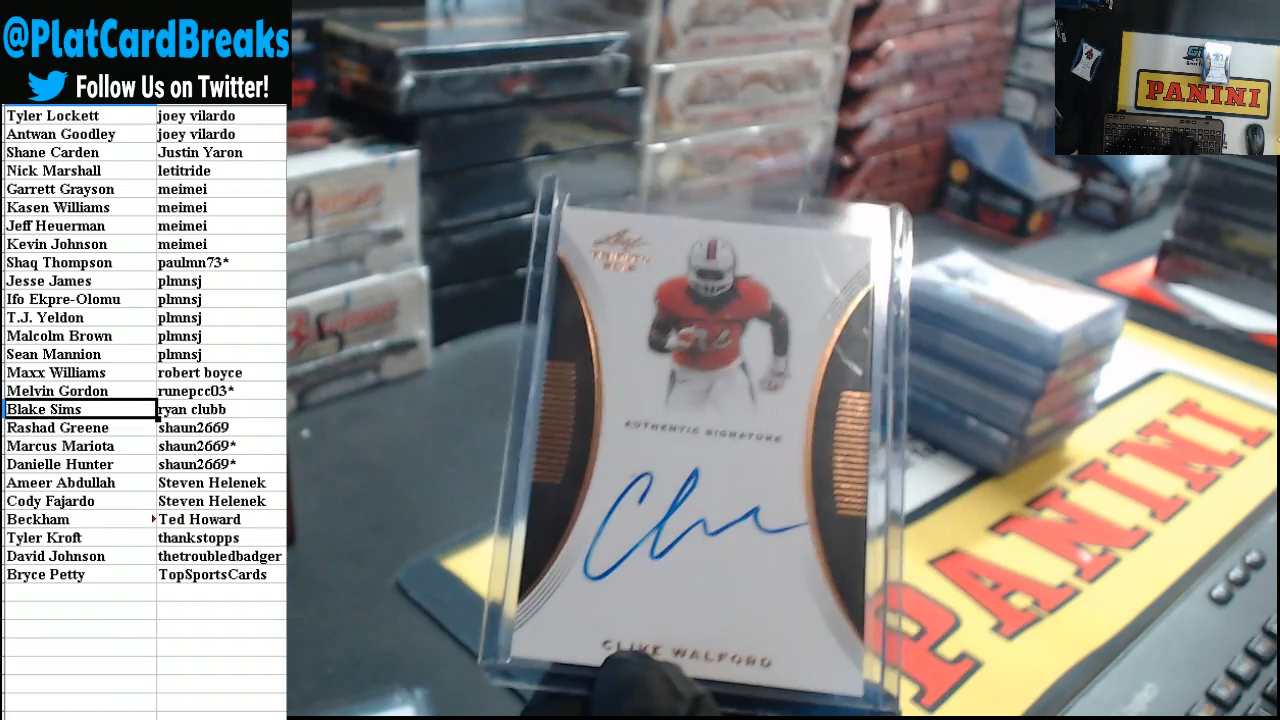 @PlatCardBreaks
Follow Us on Twitter!
Tyler Lockett joey vilardo
Antwan Goodley joey vilardo
Shane Carden Justin Yaron
Nick Marshall letitride
Garrett Grayson meimei
Kasen Williams meimei
Jeff Heuerman meimei
Kevin Johnson meimei
Shaq Thompson paulmn73*
Jesse James plmnsj
Ifo Ekpre-Olomu plmnsj
T.J. Yeldon plmnsj
Malcolm Brown plmnsj
Sean Mannion plmnsj
Maxx Williams robert boyce
Melvin Gordon runepcc03*
Blake Sims ryan clubb
Rashad Greene shaun2669
Marcus Mariota shaun2669*
Danielle Hunter shaun2669*
Ameer Abdullah Steven Helenek
Cody Fajardo Steven Helenek
Beckham Ted Howard
Tyler Kroft thankstopps
David Johnson thetroubledbadger
Bryce Petty TopSportsCards
Leaf
TRINITY
AUTHENTIC SIGNATURE
CLIVE WALFORD
PANINI
PANINI